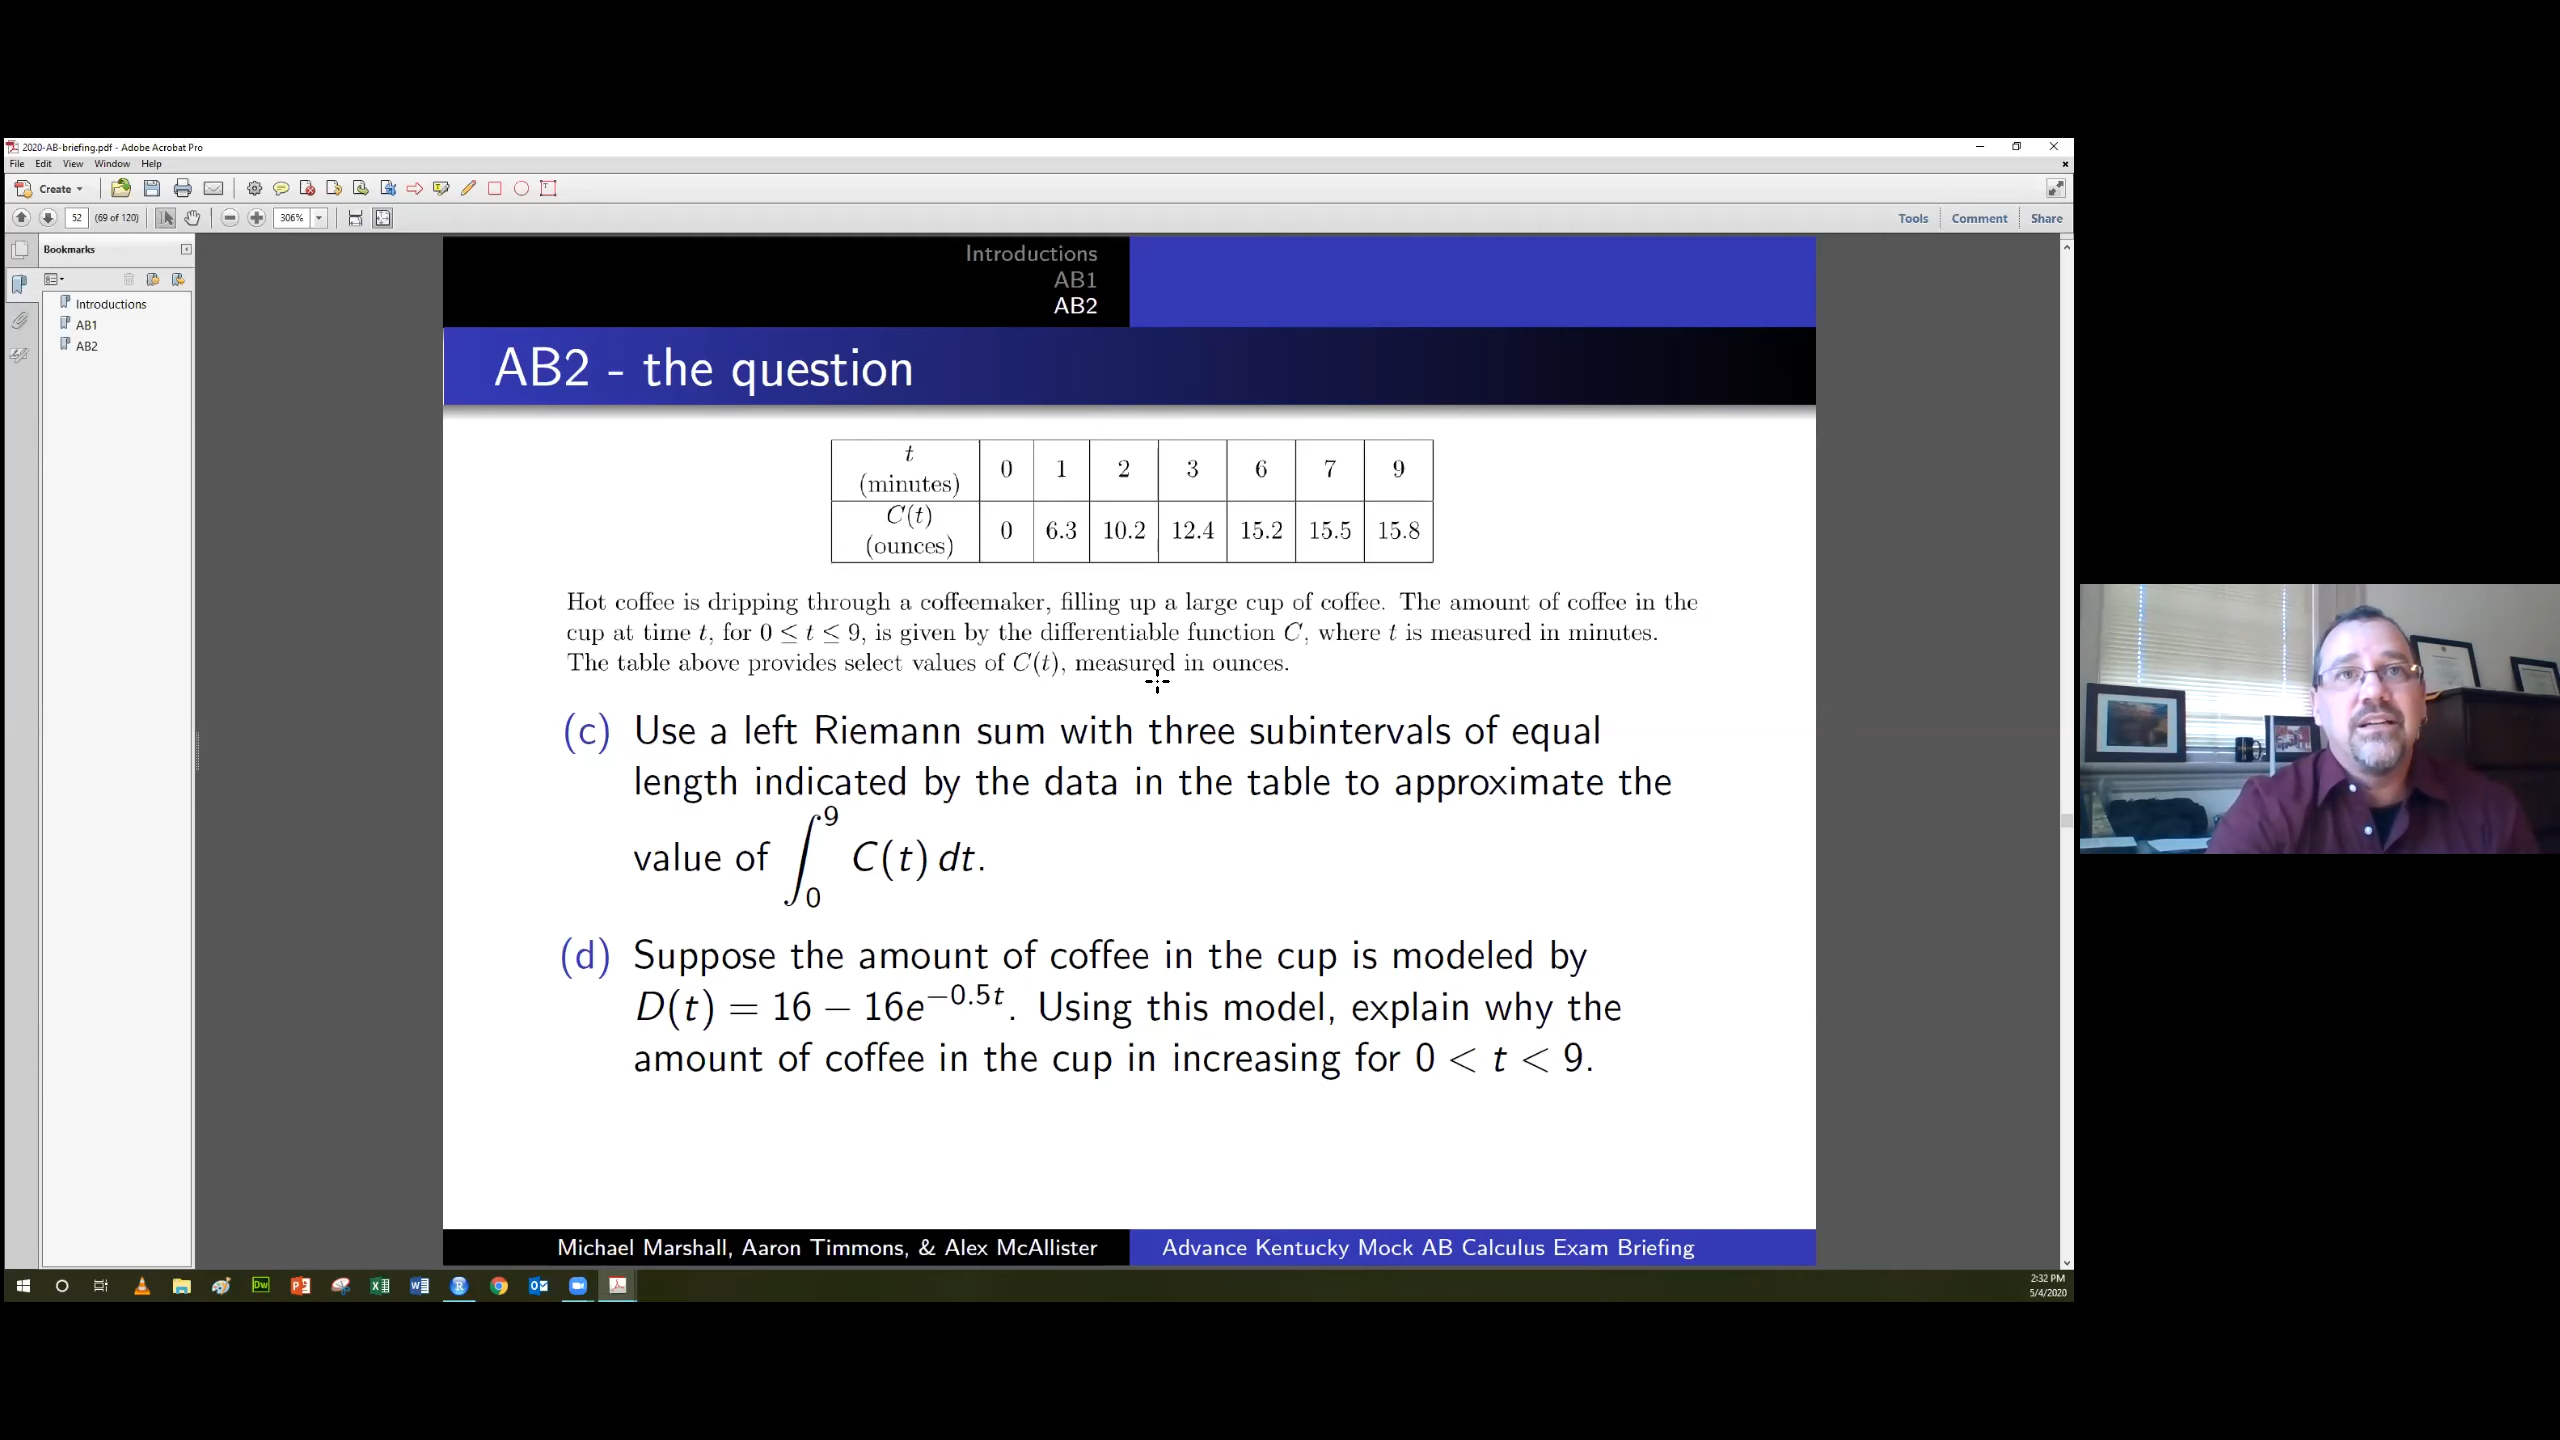 2020-AB-briefing.pdf - Adobe Acrobat Pro
File Edit View Window Help
Create
52 (69 of 120) 306% Tools Comment Share
Bookmarks
Introductions
AB1
AB2
Introductions
AB1
AB2
AB2 - the question
t (minutes) 0 1 2 3 6 7 9
C(t) (ounces) 0 6.3 10.2 12.4 15.2 15.5 15.8
Hot coffee is dripping through a coffeemaker, filling up a large cup of coffee. The amount of coffee in the
cup at time t, for 0 ≤ t ≤ 9, is given by the differentiable function C, where t is measured in minutes.
The table above provides select values of C(t), measured in ounces.
(c) Use a left Riemann sum with three subintervals of equal
length indicated by the data in the table to approximate the
value of ∫₀⁹ C(t) dt.
(d) Suppose the amount of coffee in the cup is modeled by
D(t) = 16 − 16e^{−0.5t}. Using this model, explain why the
amount of coffee in the cup in increasing for 0 < t < 9.
Michael Marshall, Aaron Timmons, & Alex McAllister Advance Kentucky Mock AB Calculus Exam Briefing
2:32 PM
5/4/2020